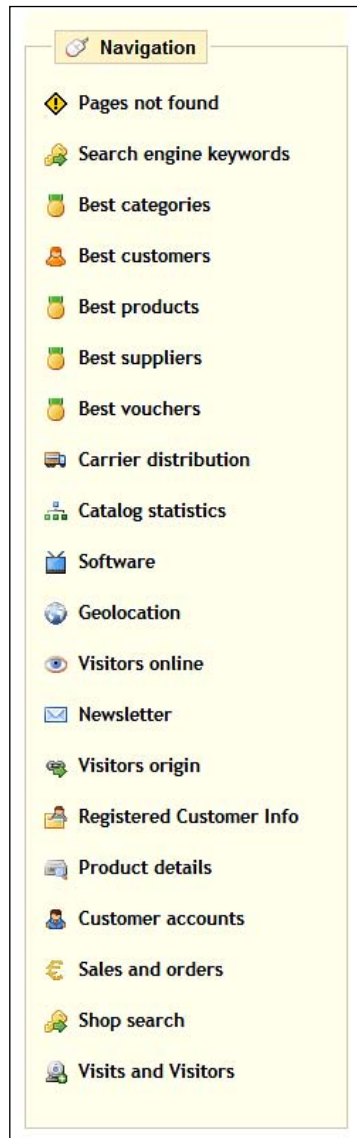 Navigation
Pages not found
Search engine keywords
Best categories
Best customers
Best products
Best suppliers
Best vouchers
Carrier distribution
Catalog statistics
Software
Geolocation
Visitors online
Newsletter
Visitors origin
Registered Customer Info
Product details
Customer accounts
Sales and orders
Shop search
Visits and Visitors